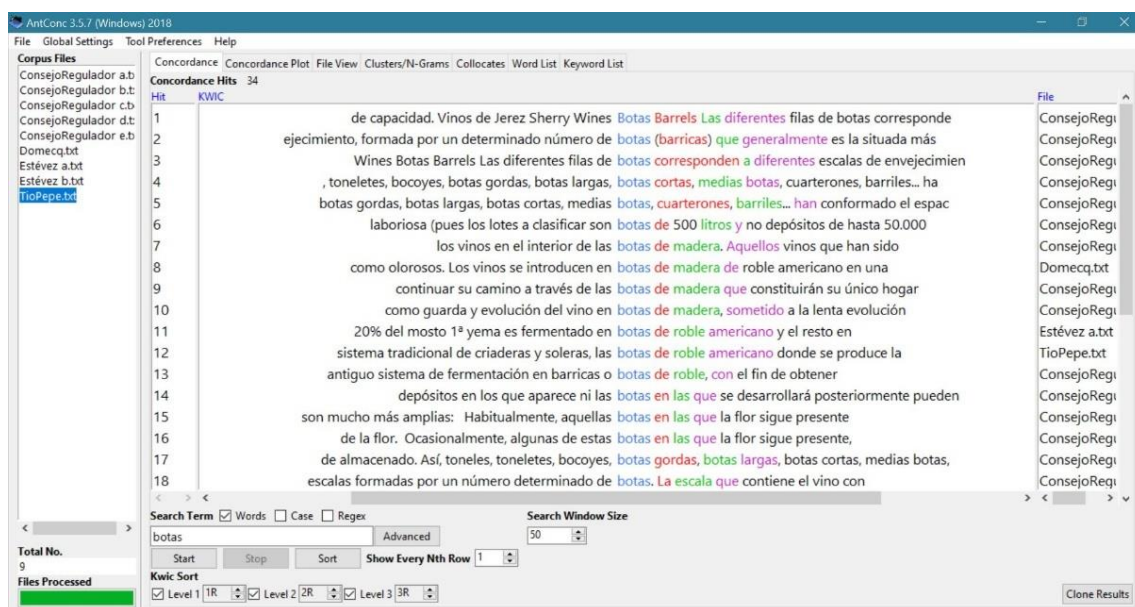 AntConc 3.5.7 (Windows) 2018
File Global Settings Tool Preferences Help
Corpus Files
ConsejoRegulador a.t
ConsejoRegulador b.t:
ConsejoRegulador c.t
ConsejoRegulador d.t:
ConsejoRegulador e.t
Domecq.txt
Estévez a.txt
Estévez b.txt
TioPepe.txt
Total No.
9
Files Processed
Concordance Concordance Plot File View Clusters/N-Grams Collocates Word List Keyword List
Concordance Hits 34
Hit KWIC File
1 de capacidad. Vinos de Jerez Sherry Wines Botas Barrels Las diferentes filas de botas corresponde ConsejoRegu
2 ejecimiento, formada por un determinado número de botas (barricas) que generalmente es la situada más ConsejoRegu
3 Wines Botas Barrels Las diferentes filas de botas corresponden a diferentes escalas de envejecimien ConsejoRegu
4 , toneletes, bocoyes, botas gordas, botas largas, botas cortas, medias botas, cuarterones, barriles... ha ConsejoRegu
5 botas gordas, botas largas, botas cortas, medias botas, cuarterones, barriles... han conformado el espac ConsejoRegu
6 laboriosa (pues los lotes a clasificar son botas de 500 litros y no depósitos de hasta 50.000 ConsejoRegu
7 los vinos en el interior de las botas de madera. Aquellos vinos que han sido ConsejoRegu
8 como olorosos. Los vinos se introducen en botas de madera de roble americano en una Domecq.txt
9 continuar su camino a través de las botas de madera que constituirán su único hogar ConsejoRegu
10 como guarda y evolución del vino en botas de madera, sometido a la lenta evolución ConsejoRegu
11 20% del mosto 1ª yema es fermentado en botas de roble americano y el resto en Estévez a.txt
12 sistema tradicional de criaderas y soleras, las botas de roble americano donde se produce la TioPepe.txt
13 antiguo sistema de fermentación en barricas o botas de roble, con el fin de obtener ConsejoRegu
14 depósitos en los que aparece ni las botas en las que se desarrollará posteriormente pueden ConsejoRegu
15 son mucho más amplias: Habitualmente, aquellas botas en las que la flor sigue presente ConsejoRegu
16 de la flor. Ocasionalmente, algunas de estas botas en las que la flor sigue presente, ConsejoRegu
17 de almacenado. Así, toneles, toneletes, bocoyes, botas gordas, botas largas, botas cortas, medias botas, ConsejoRegu
18 escalas formadas por un número determinado de botas. La escala que contiene el vino con ConsejoRegu
Search Term Words Case Regex Search Window Size
botas Advanced 50
Start Stop Sort Show Every Nth Row 1
Kwic Sort
Level 1 1R Level 2 2R Level 3 3R Clone Results